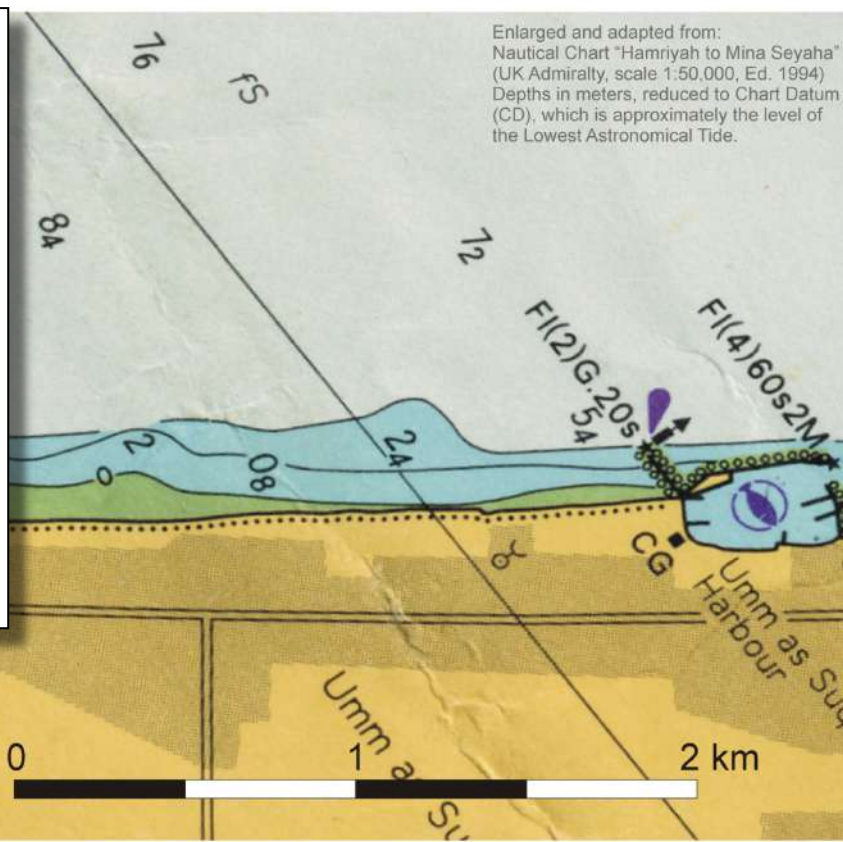 Enlarged and adapted from:
Nautical Chart "Hamriyah to Mina Seyaha"
(UK Admiralty, scale 1:50,000, Ed. 1994)
Depths in meters, reduced to Chart Datum
(CD), which is approximately the level of
the Lowest Astronomical Tide.
7₆
fS
8₄
7₂
Fl(2)G.20s
Fl(4)60s2M
5₄
2
2₄
0
0₈
CG
Umm as Suq
Harbour
Umm as
Su
0 1 2 km